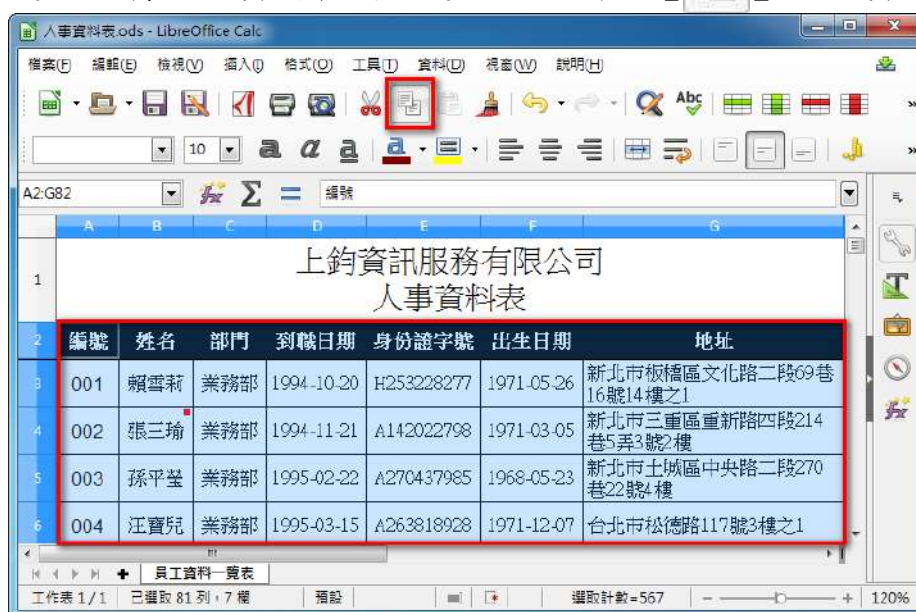 人事資料表.ods - LibreOffice Calc
檔案(F) 編輯(E) 檢視(V) 插入(I) 格式(O) 工具(T) 資料(D) 視窗(W) 說明(H)
Abc
10 a a a a
A2:G82 編號
A B C D E F G
1 上鈞資訊服務有限公司
人事資料表
2 編號 姓名 部門 到職日期 身份證字號 出生日期 地址
3 001 賴雪莉 業務部 1994-10-20 H253228277 1971-05-26 新北市板橋區文化路二段69巷
16號14樓之1
4 002 張三瑜 業務部 1994-11-21 A142022798 1971-03-05 新北市三重區重新路四段214
巷5弄3號2樓
5 003 孫平瑩 業務部 1995-02-22 A270437985 1968-05-23 新北市土城區中央路二段270
巷22號4樓
6 004 汪寶兒 業務部 1995-03-15 A263818928 1971-12-07 台北市松德路117號3樓之1
員工資料一覽表
工作表 1/1 已選取 81 列，7 欄 預設 選取計數=567 120%